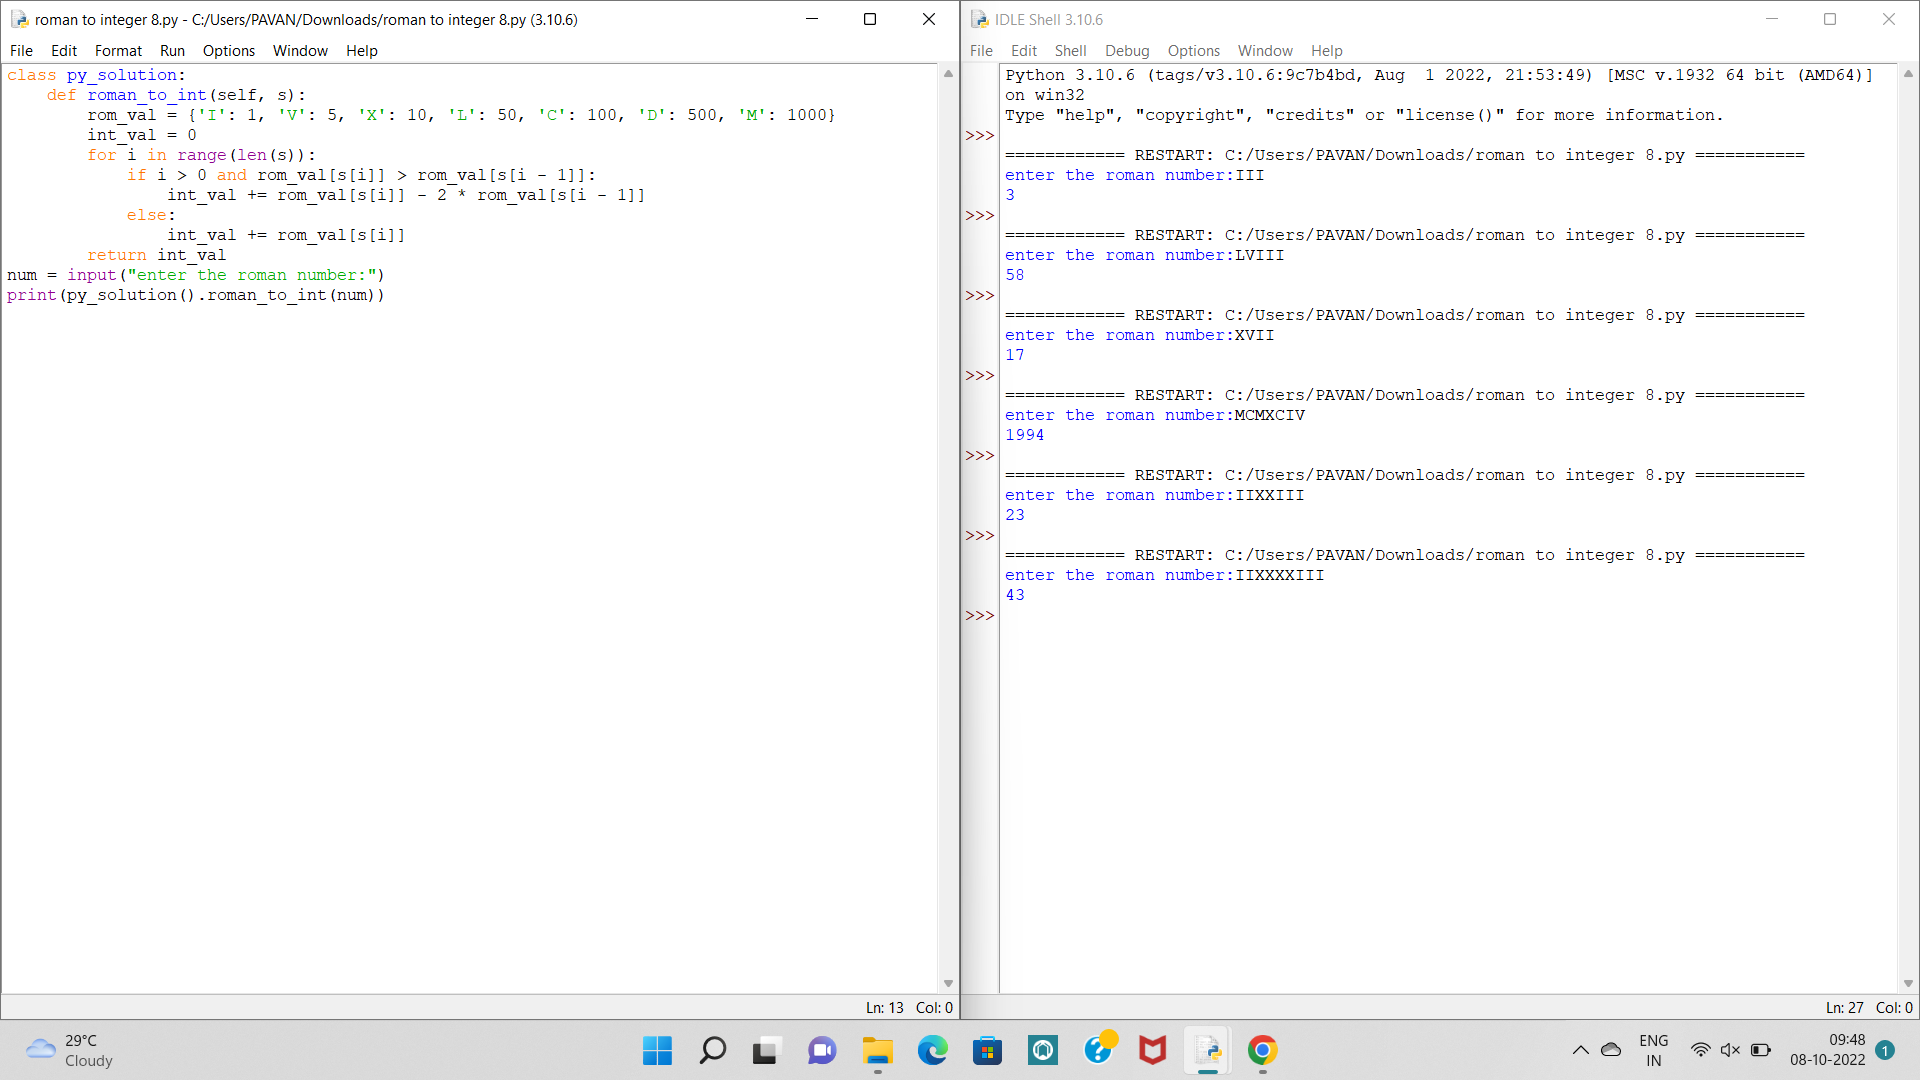 roman to integer 8.py - C:/Users/PAVAN/Downloads/roman to integer 8.py (3.10.6)
File Edit Format Run Options Window Help
class py_solution:
    def roman_to_int(self, s):
        rom_val = {'I': 1, 'V': 5, 'X': 10, 'L': 50, 'C': 100, 'D': 500, 'M': 1000}
        int_val = 0
        for i in range(len(s)):
            if i > 0 and rom_val[s[i]] > rom_val[s[i - 1]]:
                int_val += rom_val[s[i]] - 2 * rom_val[s[i - 1]]
            else:
                int_val += rom_val[s[i]]
        return int_val
num = input("enter the roman number:")
print(py_solution().roman_to_int(num))
Ln: 13 Col: 0
IDLE Shell 3.10.6
File Edit Shell Debug Options Window Help
Python 3.10.6 (tags/v3.10.6:9c7b4bd, Aug  1 2022, 21:53:49) [MSC v.1932 64 bit (AMD64)]
on win32
Type "help", "copyright", "credits" or "license()" for more information.
>>>
============ RESTART: C:/Users/PAVAN/Downloads/roman to integer 8.py ===========
enter the roman number:III
3
>>>
============ RESTART: C:/Users/PAVAN/Downloads/roman to integer 8.py ===========
enter the roman number:LVIII
58
>>>
============ RESTART: C:/Users/PAVAN/Downloads/roman to integer 8.py ===========
enter the roman number:XVII
17
>>>
============ RESTART: C:/Users/PAVAN/Downloads/roman to integer 8.py ===========
enter the roman number:MCMXCIV
1994
>>>
============ RESTART: C:/Users/PAVAN/Downloads/roman to integer 8.py ===========
enter the roman number:IIXXIII
23
>>>
============ RESTART: C:/Users/PAVAN/Downloads/roman to integer 8.py ===========
enter the roman number:IIXXXXIII
43
>>>
Ln: 27 Col: 0
29°C
Cloudy
ENG
IN
09:48
08-10-2022
1